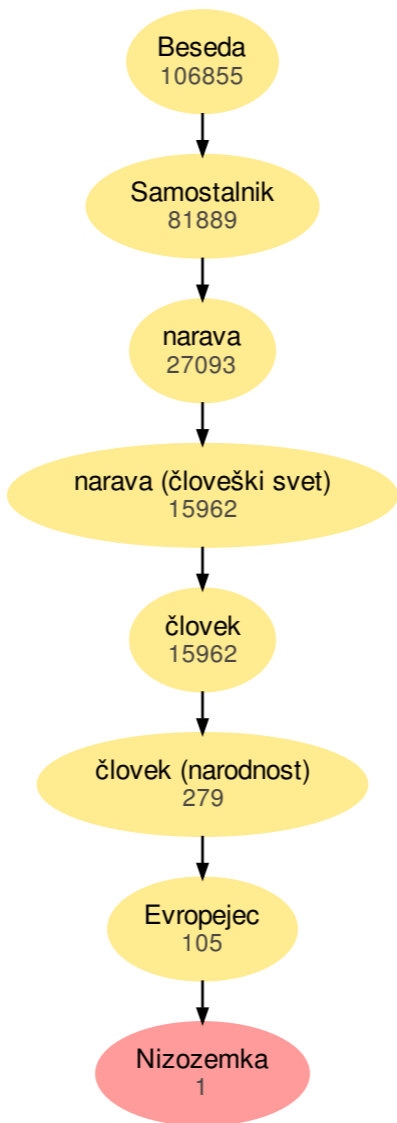 Beseda
106855
Samostalnik
81889
narava
27093
narava (človeški svet)
15962
človek
15962
človek (narodnost)
279
Evropejec
105
Nizozemka
1